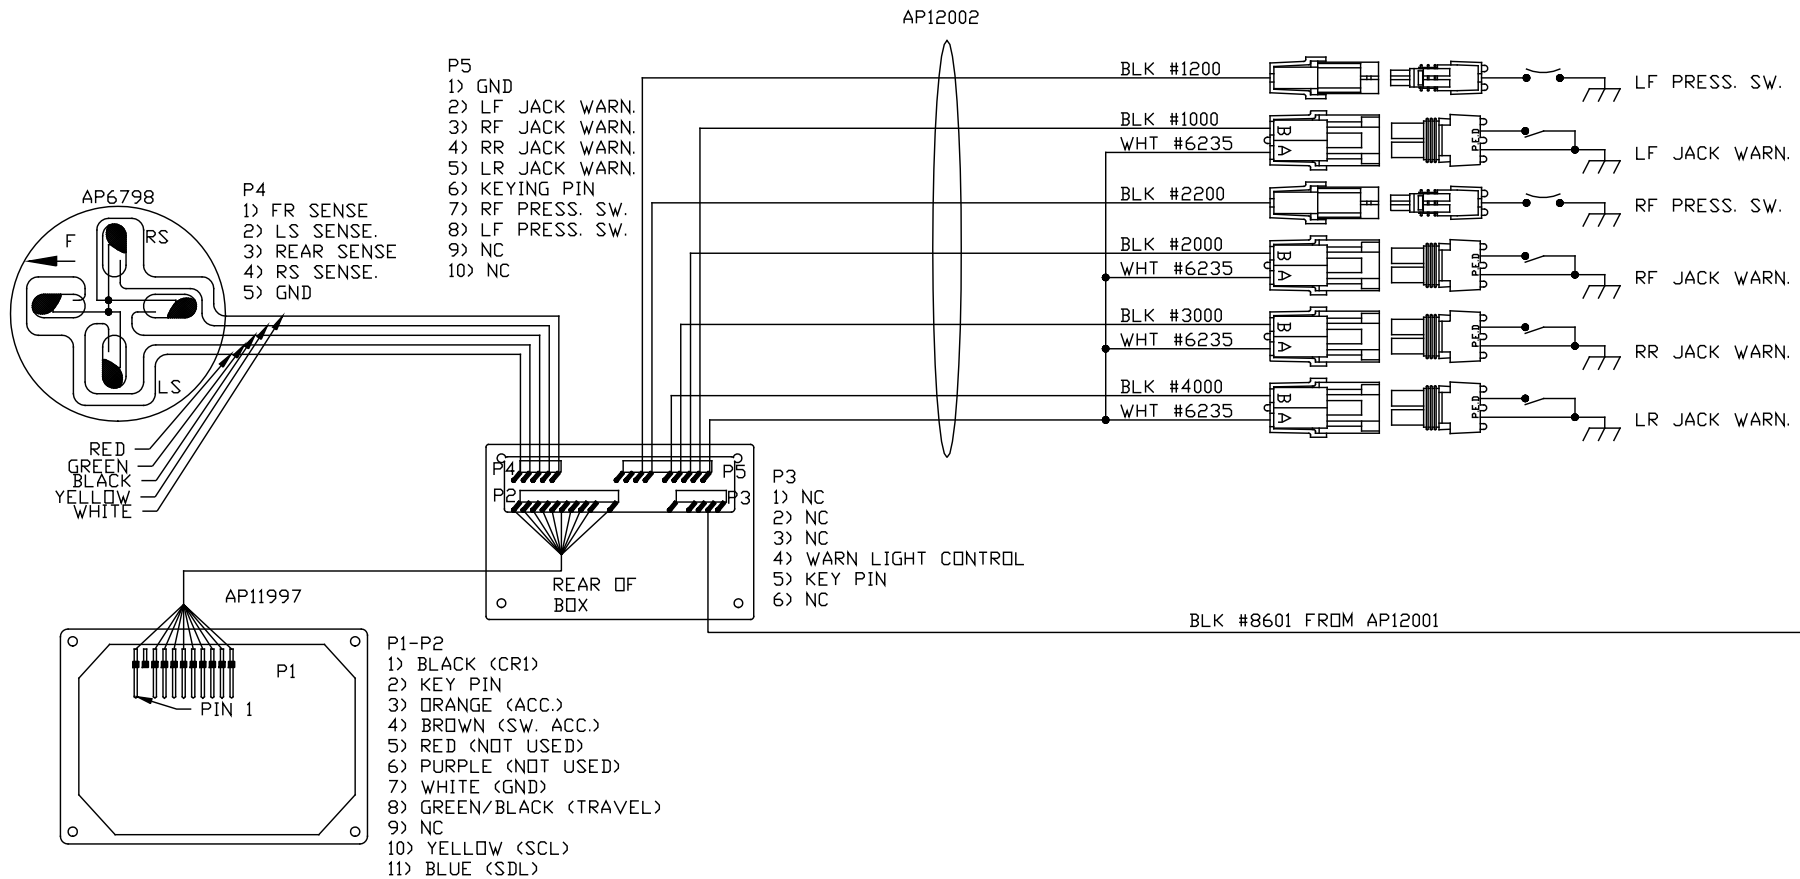 AP12002
P5
1) GND
2) LF JACK WARN.
3) RF JACK WARN.
4) RR JACK WARN.
5) LR JACK WARN.
6) KEYING PIN
7) RF PRESS. SW.
8) LF PRESS. SW.
9) NC
10) NC
BLK #1200
LF PRESS. SW.
BLK #1000
WHT #6235
B
A
P.E.D
LF JACK WARN.
BLK #2200
RF PRESS. SW.
BLK #2000
WHT #6235
B
A
P.E.D
RF JACK WARN.
BLK #3000
WHT #6235
B
A
P.E.D
RR JACK WARN.
BLK #4000
WHT #6235
B
A
P.E.D
LR JACK WARN.
AP6798
F
RS
LS
P4
1) FR SENSE
2) LS SENSE.
3) REAR SENSE
4) RS SENSE.
5) GND
RED
GREEN
BLACK
YELLOW
WHITE
P4
P5
P2
P3
REAR OF
BOX
P3
1) NC
2) NC
3) NC
4) WARN LIGHT CONTROL
5) KEY PIN
6) NC
BLK #8601 FROM AP12001
AP11997
P1
PIN 1
P1-P2
1) BLACK (CR1)
2) KEY PIN
3) ORANGE (ACC.)
4) BROWN (SW. ACC.)
5) RED (NOT USED)
6) PURPLE (NOT USED)
7) WHITE (GND)
8) GREEN/BLACK (TRAVEL)
9) NC
10) YELLOW (SCL)
11) BLUE (SDL)